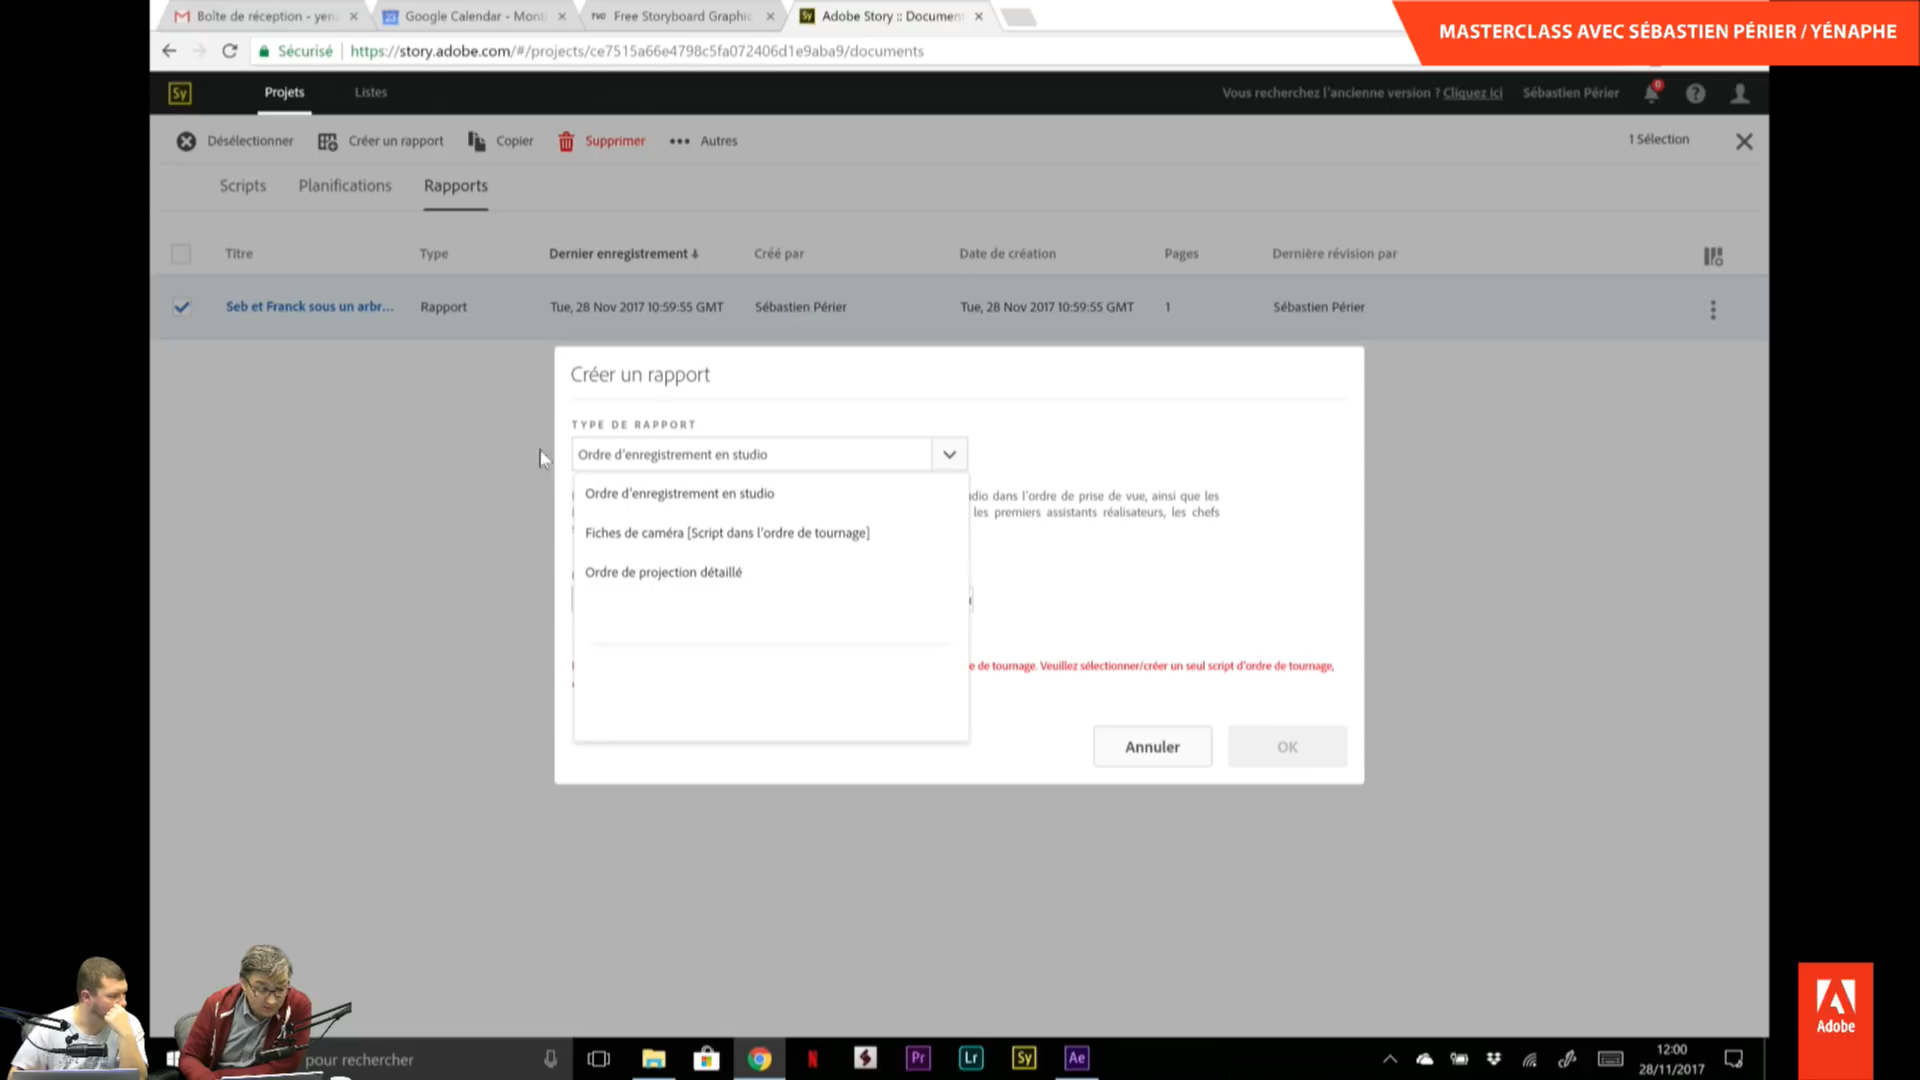 Boîte de réception - yen
Google Calendar - Mont
TVO Free Storyboard Graphic
Sy Adobe Story :: Documen
MASTERCLASS AVEC SÉBASTIEN PÉRIER / YÉNAPHE
Sécurisé
https://story.adobe.com/#/projects/ce7515a66e4798c5fa072406d1e9aba9/documents
Sy
Projets
Listes
Vous recherchez l'ancienne version ? Cliquez ici
Sébastien Périer
0
Désélectionner
Créer un rapport
Copier
Supprimer
Autres
1 Sélection
Scripts
Planifications
Rapports
Titre
Type
Dernier enregistrement
Créé par
Date de création
Pages
Dernière révision par
Seb et Franck sous un arbr...
Rapport
Tue, 28 Nov 2017 10:59:55 GMT
Sébastien Périer
Tue, 28 Nov 2017 10:59:55 GMT
1
Sébastien Périer
Créer un rapport
TYPE DE RAPPORT
Ordre d'enregistrement en studio
Ordre d'enregistrement en studio
dio dans l'ordre de prise de vue, ainsi que les
les premiers assistants réalisateurs, les chefs
Fiches de caméra [Script dans l'ordre de tournage]
Ordre de projection détaillé
e de tournage. Veuillez sélectionner/créer un seul script d'ordre de tournage,
Annuler
OK
Adobe
pour rechercher
Pr
Lr
Sy
Ae
12:00
28/11/2017